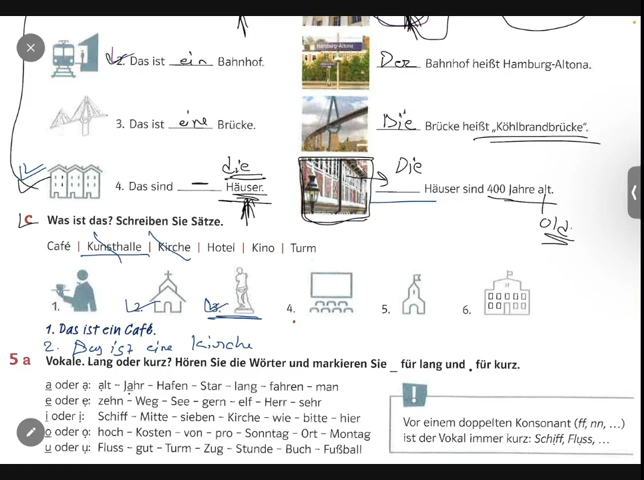 Hamburg-Altona
2. Das ist ein Bahnhof.
Der Bahnhof heißt Hamburg-Altona.
3. Das ist eine Brücke.
Die Brücke heißt „Köhlbrandbrücke“.
die
Die
4. Das sind — Häuser.
Häuser sind 400 Jahre alt.
old
c Was ist das? Schreiben Sie Sätze.
Café | Kunsthalle | Kirche | Hotel | Kino | Turm
1. 2. 3. 4. 5. 6.
H
1. Das ist ein Café.
2. Das ist eine Kirche
5 a Vokale. Lang oder kurz? Hören Sie die Wörter und markieren Sie _ für lang und . für kurz.
a oder ạ: alt – Jahr – Hafen – Star – lang – fahren – man
e oder ẹ: zehn – Weg – See – gern – elf – Herr – sehr
i oder ị: Schiff – Mitte – sieben – Kirche – wie – bitte – hier
o oder ọ: hoch – Kosten – von – pro – Sonntag – Ort – Montag
u oder ụ: Fluss – gut – Turm – Zug – Stunde – Buch – Fußball
!
Vor einem doppelten Konsonant (ff, nn, …)
ist der Vokal immer kurz: Schiff, Fluss, …